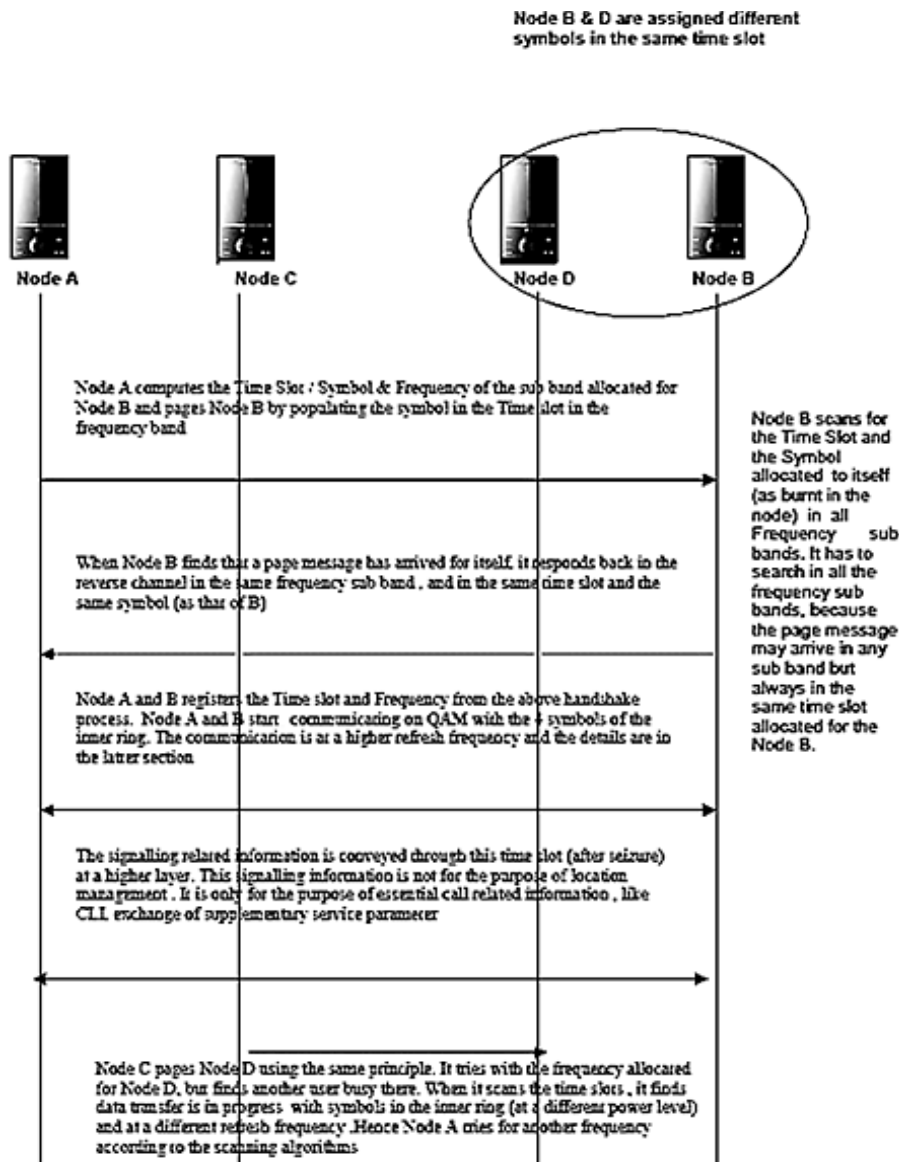 Node B & D are assigned different
symbols in the same time slot
Node A
Node C
Node D
Node B
Node A computes the Time Slot / Symbol & Frequency of the sub band allocated for
Node B and pages Node B by populating the symbol in the Time slot in the
frequency band
Node B scans for
the Time Slot and
the Symbol
allocated to itself
(as burnt in the
node) in all
Frequency sub
bands. It has to
search in all the
frequency sub
bands, because
the page message
may arrive in any
sub band but
always in the
same time slot
allocated for the
Node B.
When Node B finds that a page message has arrived for itself, it responds back in the
reverse channel in the same frequency sub band , and in the same time slot and the
same symbol (as that of B)
Node A and B registers the Time slot and Frequency from the above handshake
process. Node A and B start communicating on QAM with the 4 symbols of the
inner ring. The communication is at a higher refresh frequency and the details are in
the latter section
The signalling related information is conveyed through this time slot (after seizure)
at a higher layer. This signalling information is not for the purpose of location
management . It is only for the purpose of essential call related information , like
CLI, exchange of supplementary service parameter
Node C pages Node D using the same principle. It tries with the frequency allocated
for Node D, but finds another user busy there. When it scans the time slots , it finds
data transfer is in progress with symbols in the inner ring (at a different power level)
and at a different refresh frequency .Hence Node A tries for another frequency
according to the scanning algorithms